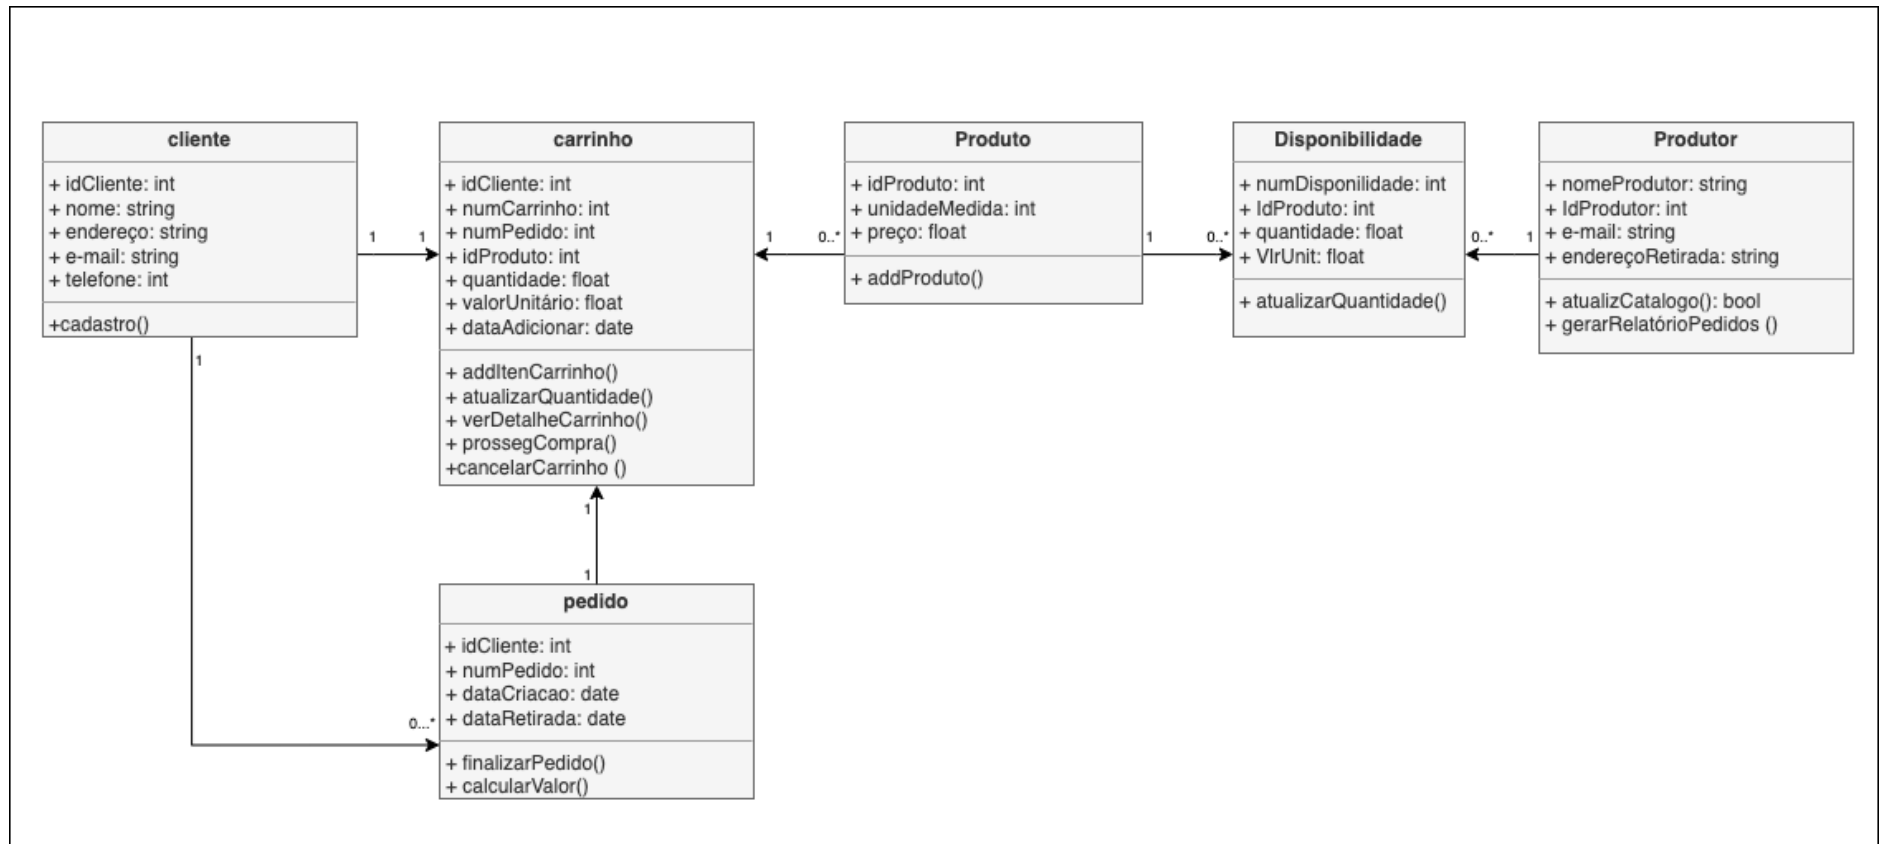 cliente
+ idCliente: int
+ nome: string
+ endereço: string
+ e-mail: string
+ telefone: int
+cadastro()
1
1
carrinho
+ idCliente: int
+ numCarrinho: int
+ numPedido: int
+ idProduto: int
+ quantidade: float
+ valorUnitário: float
+ dataAdicionar: date
+ addItenCarrinho()
+ atualizarQuantidade()
+ verDetalheCarrinho()
+ prossegCompra()
+cancelarCarrinho ()
1
0..*
Produto
+ idProduto: int
+ unidadeMedida: int
+ preço: float
+ addProduto()
1
0..*
Disponibilidade
+ numDisponilidade: int
+ IdProduto: int
+ quantidade: float
+ VlrUnit: float
+ atualizarQuantidade()
0..*
1
Produtor
+ nomeProdutor: string
+ IdProdutor: int
+ e-mail: string
+ endereçoRetirada: string
+ atualizCatalogo(): bool
+ gerarRelatórioPedidos ()
1
1
1
0...*
pedido
+ idCliente: int
+ numPedido: int
+ dataCriacao: date
+ dataRetirada: date
+ finalizarPedido()
+ calcularValor()